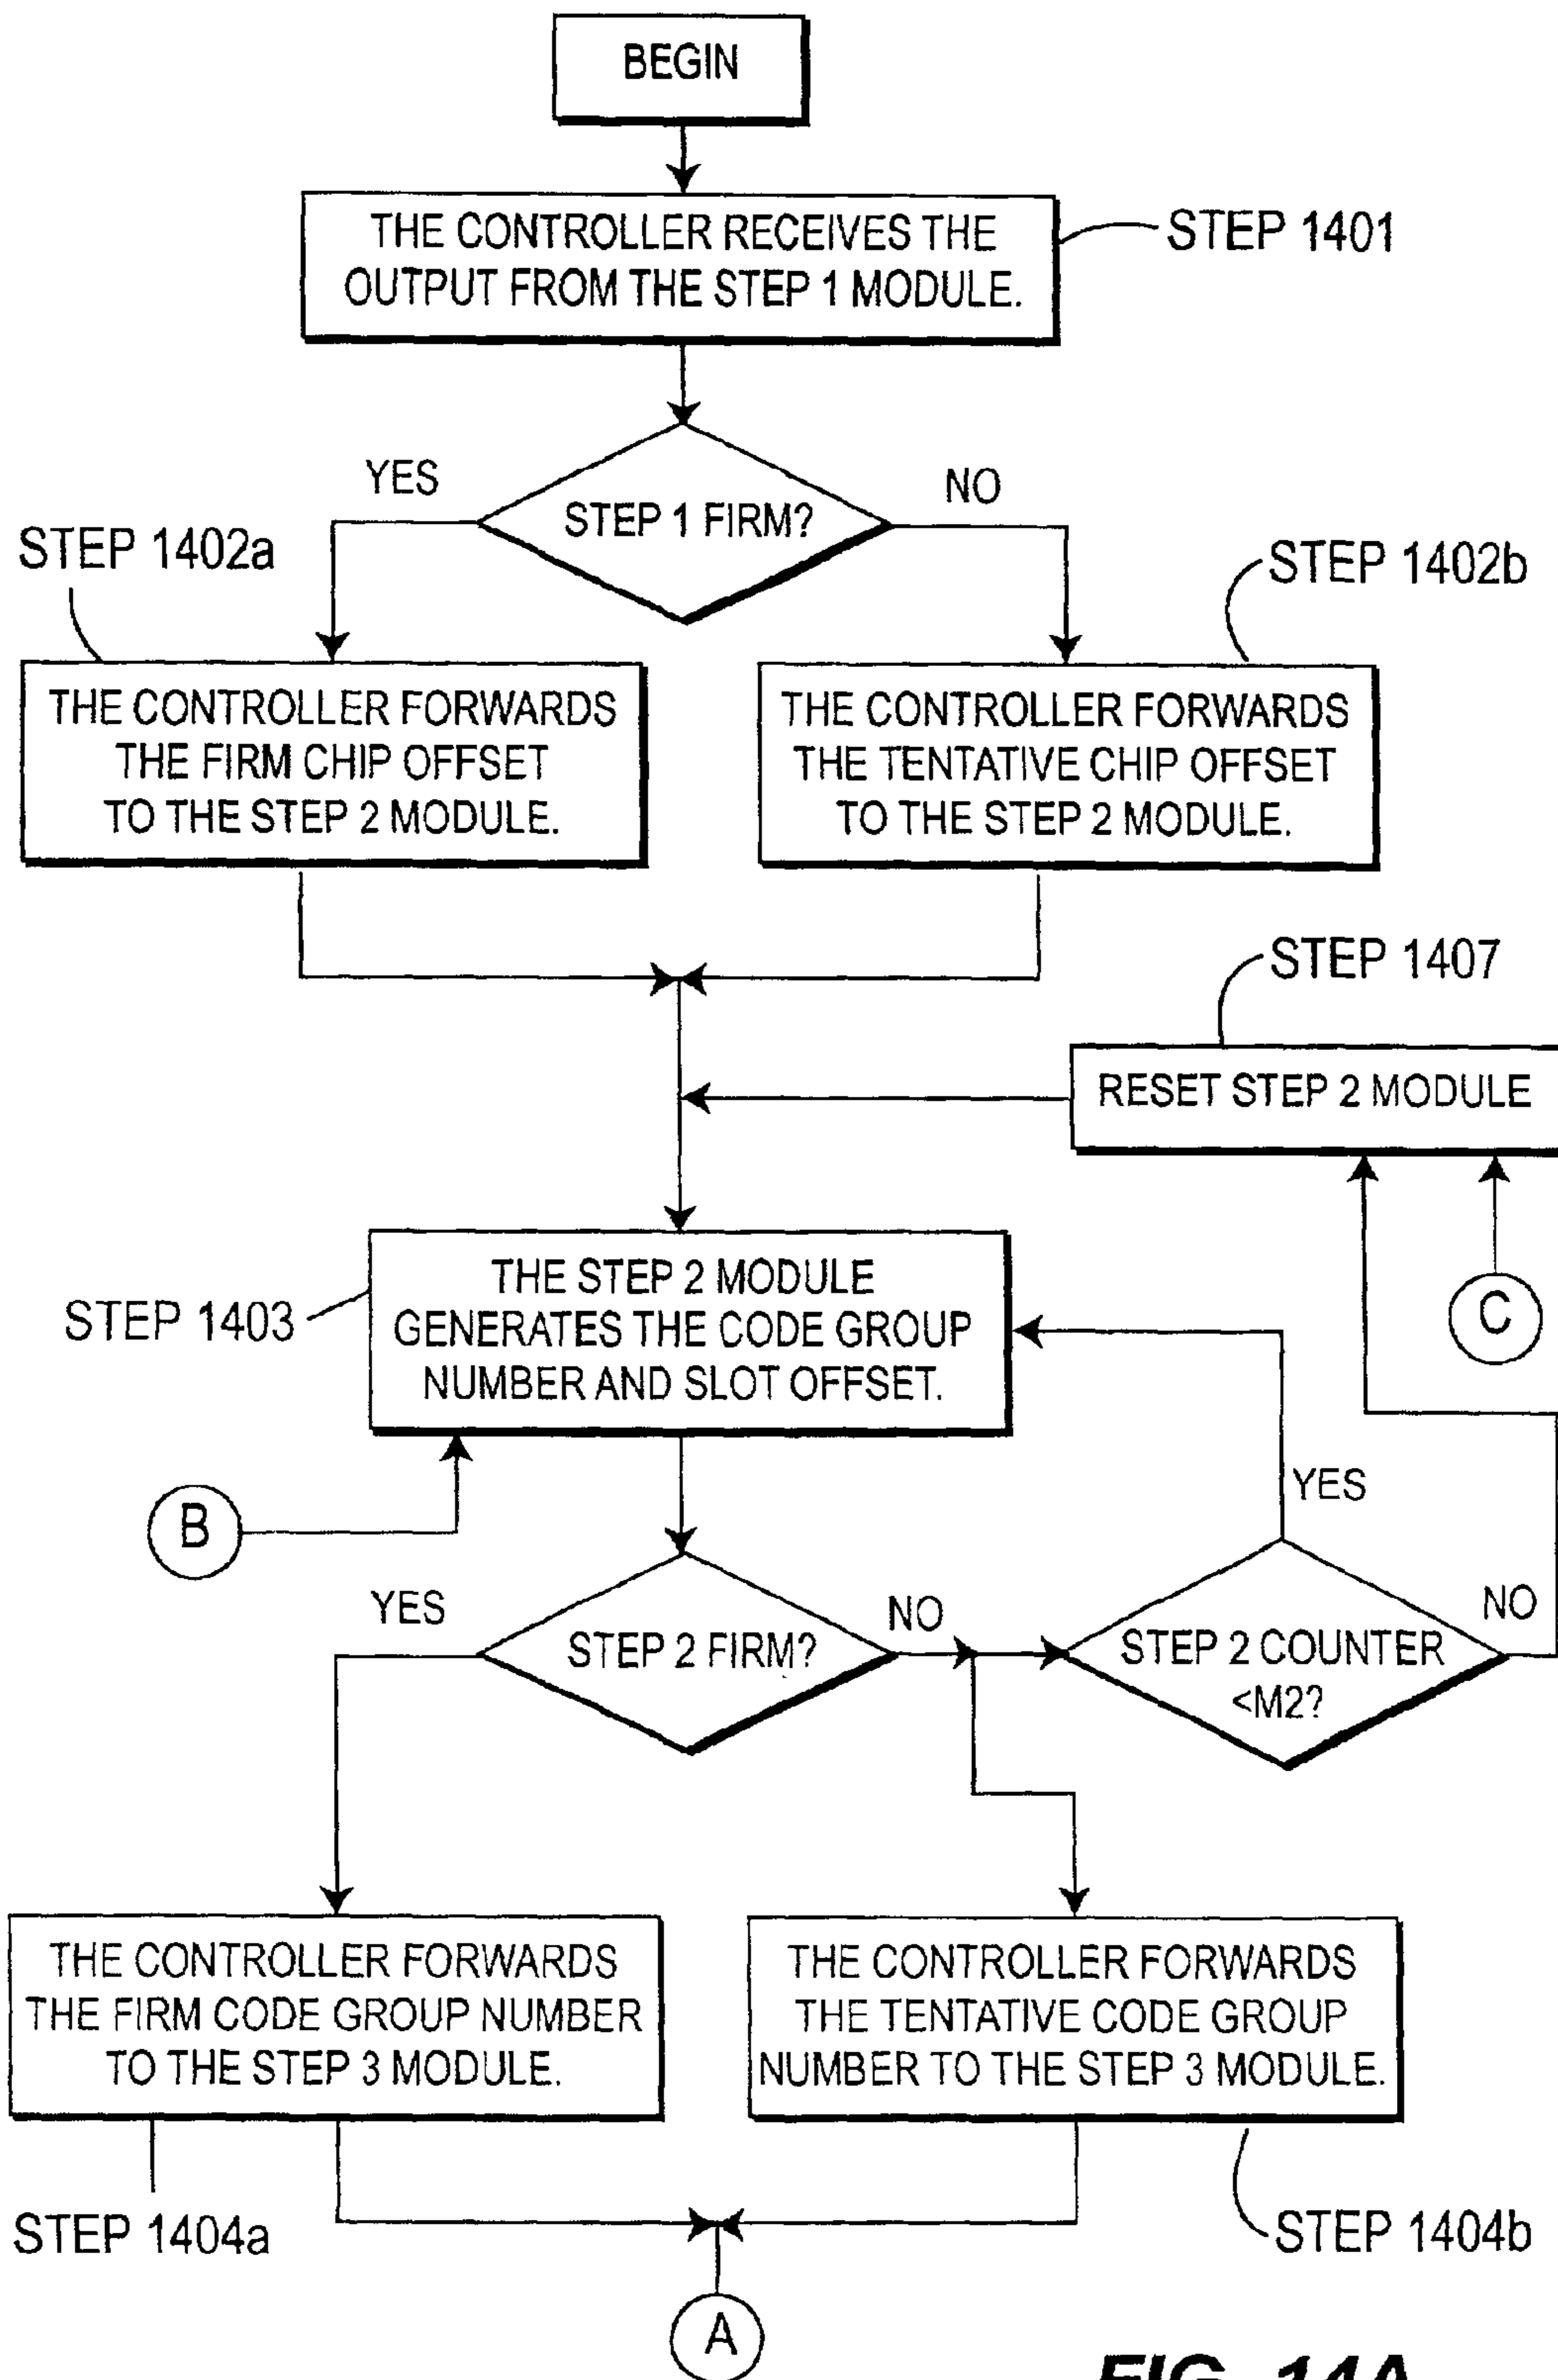 BEGIN
THE CONTROLLER RECEIVES THE
OUTPUT FROM THE STEP 1 MODULE.
STEP 1401
YES
STEP 1 FIRM?
NO
STEP 1402a
STEP 1402b
THE CONTROLLER FORWARDS
THE FIRM CHIP OFFSET
TO THE STEP 2 MODULE.
THE CONTROLLER FORWARDS
THE TENTATIVE CHIP OFFSET
TO THE STEP 2 MODULE.
STEP 1407
RESET STEP 2 MODULE
C
STEP 1403
THE STEP 2 MODULE
GENERATES THE CODE GROUP
NUMBER AND SLOT OFFSET.
B
YES
YES
STEP 2 FIRM?
NO
STEP 2 COUNTER
<M2?
NO
THE CONTROLLER FORWARDS
THE FIRM CODE GROUP NUMBER
TO THE STEP 3 MODULE.
THE CONTROLLER FORWARDS
THE TENTATIVE CODE GROUP
NUMBER TO THE STEP 3 MODULE.
STEP 1404a
STEP 1404b
A
FIG. 14A